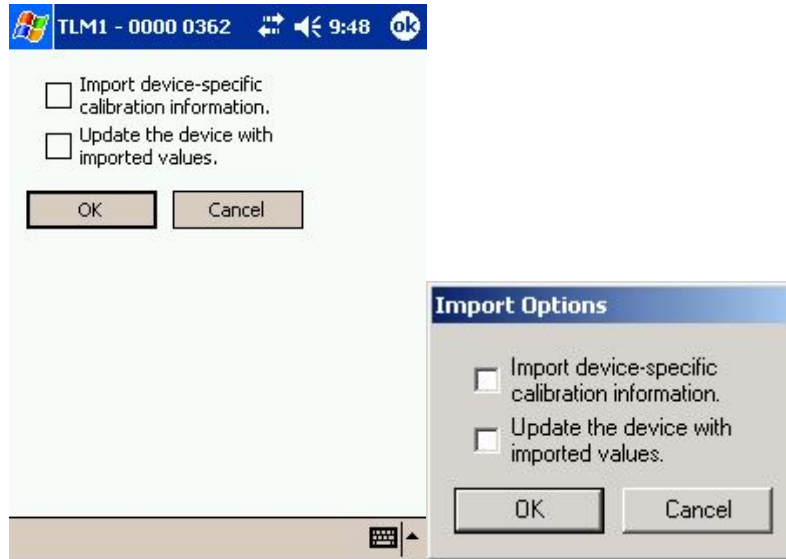 TLM1 - 0000 0362 9:48 ok
Import device-specific
calibration information.
Update the device with
imported values.
OK Cancel
Import Options
Import device-specific
calibration information.
Update the device with
imported values.
OK Cancel